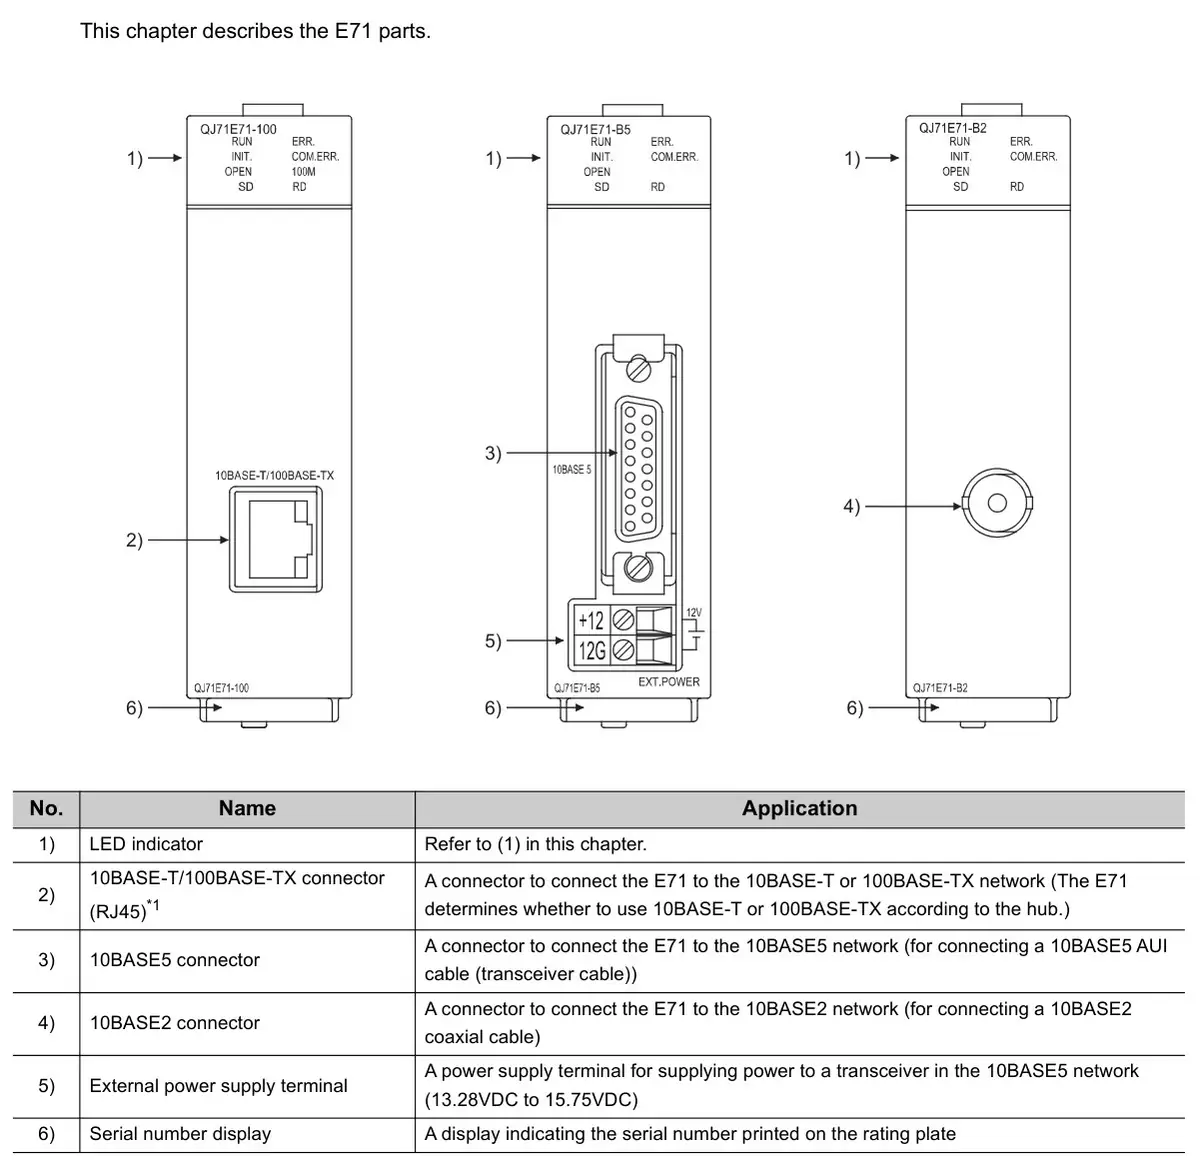 This chapter describes the E71 parts.
QJ71E71-100
RUN ERR.
INIT. COM.ERR.
OPEN 100M
SD RD
1)
10BASE-T/100BASE-TX
2)
QJ71E71-100
6)
QJ71E71-B5
RUN ERR.
INIT. COM.ERR.
OPEN
SD RD
1)
3)
10BASE 5
+12
12G
12V
5)
EXT.POWER
QJ71E71-B5
6)
QJ71E71-B2
RUN ERR.
INIT. COM.ERR.
OPEN
SD RD
1)
4)
QJ71E71-B2
6)
No. Name Application
1) LED indicator Refer to (1) in this chapter.
2) 10BASE-T/100BASE-TX connector
(RJ45)*1
A connector to connect the E71 to the 10BASE-T or 100BASE-TX network (The E71
determines whether to use 10BASE-T or 100BASE-TX according to the hub.)
3) 10BASE5 connector
A connector to connect the E71 to the 10BASE5 network (for connecting a 10BASE5 AUI
cable (transceiver cable))
4) 10BASE2 connector
A connector to connect the E71 to the 10BASE2 network (for connecting a 10BASE2
coaxial cable)
5) External power supply terminal
A power supply terminal for supplying power to a transceiver in the 10BASE5 network
(13.28VDC to 15.75VDC)
6) Serial number display A display indicating the serial number printed on the rating plate